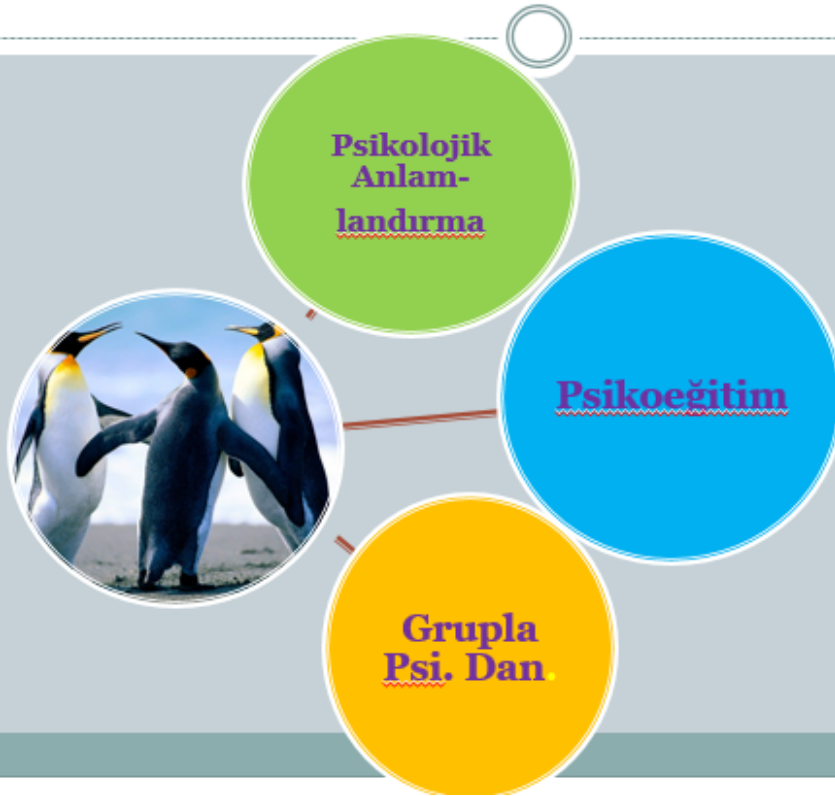 Psikolojik
Anlam-
landırma
Psikoeğitim
Grupla
Psi. Dan.